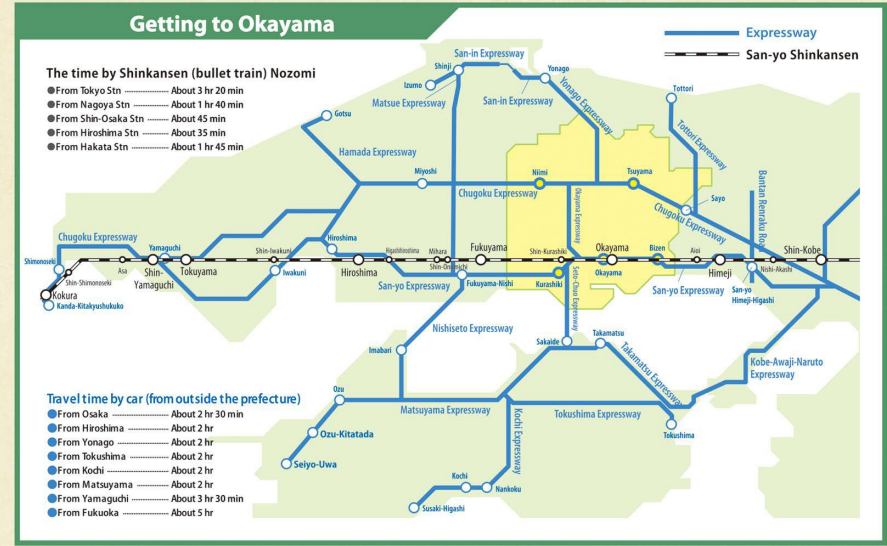 Getting to Okayama
Expressway
San-yo Shinkansen
The time by Shinkansen (bullet train) Nozomi
From Tokyo Stn About 3 hr 20 min
From Nagoya Stn About 1 hr 40 min
From Shin-Osaka Stn About 45 min
From Hiroshima Stn About 35 min
From Hakata Stn About 1 hr 45 min
San-in Expressway
Shinji
Yonago
Izumo
Matsue Expressway
San-in Expressway
Yonago Expressway
Tottori
Tottori Expressway
Gotsu
Hamada Expressway
Miyoshi
Niimi
Tsuyama
Chugoku Expressway
Okayama Expressway
Sayo
Chugoku Expressway
Bantan Renraku Road
Chugoku Expressway
Yamaguchi
Shin-Iwakuni
Hiroshima
Higashihiroshima
Mihara
Fukuyama
Shin-Kurashiki
Okayama
Bizen
Aioi
Shin-Kobe
Shimonoseki
Asa
Shin-Yamaguchi
Tokuyama
Iwakuni
Hiroshima
Shin-Onomichi
Okayama
Himeji
Nishi-Akashi
Shin-Shimonoseki
Kokura
Kanda-Kitakyushukuko
San-yo Expressway
Fukuyama-Nishi
Kurashiki
Seto-Chuo Expressway
San-yo Expressway
San-yo
Himeji-Higashi
Nishiseto Expressway
Imabari
Sakaide
Takamatsu
Takamatsu Expressway
Kobe-Awaji-Naruto
Expressway
Ozu
Matsuyama Expressway
Kochi Expressway
Tokushima Expressway
Tokushima
Ozu-Kitatada
Seiyo-Uwa
Kochi
Nankoku
Susaki-Higashi
Travel time by car (from outside the prefecture)
From Osaka About 2 hr 30 min
From Hiroshima About 2 hr
From Yonago About 2 hr
From Tokushima About 2 hr
From Kochi About 2 hr
From Matsuyama About 2 hr
From Yamaguchi About 3 hr 30 min
From Fukuoka About 5 hr